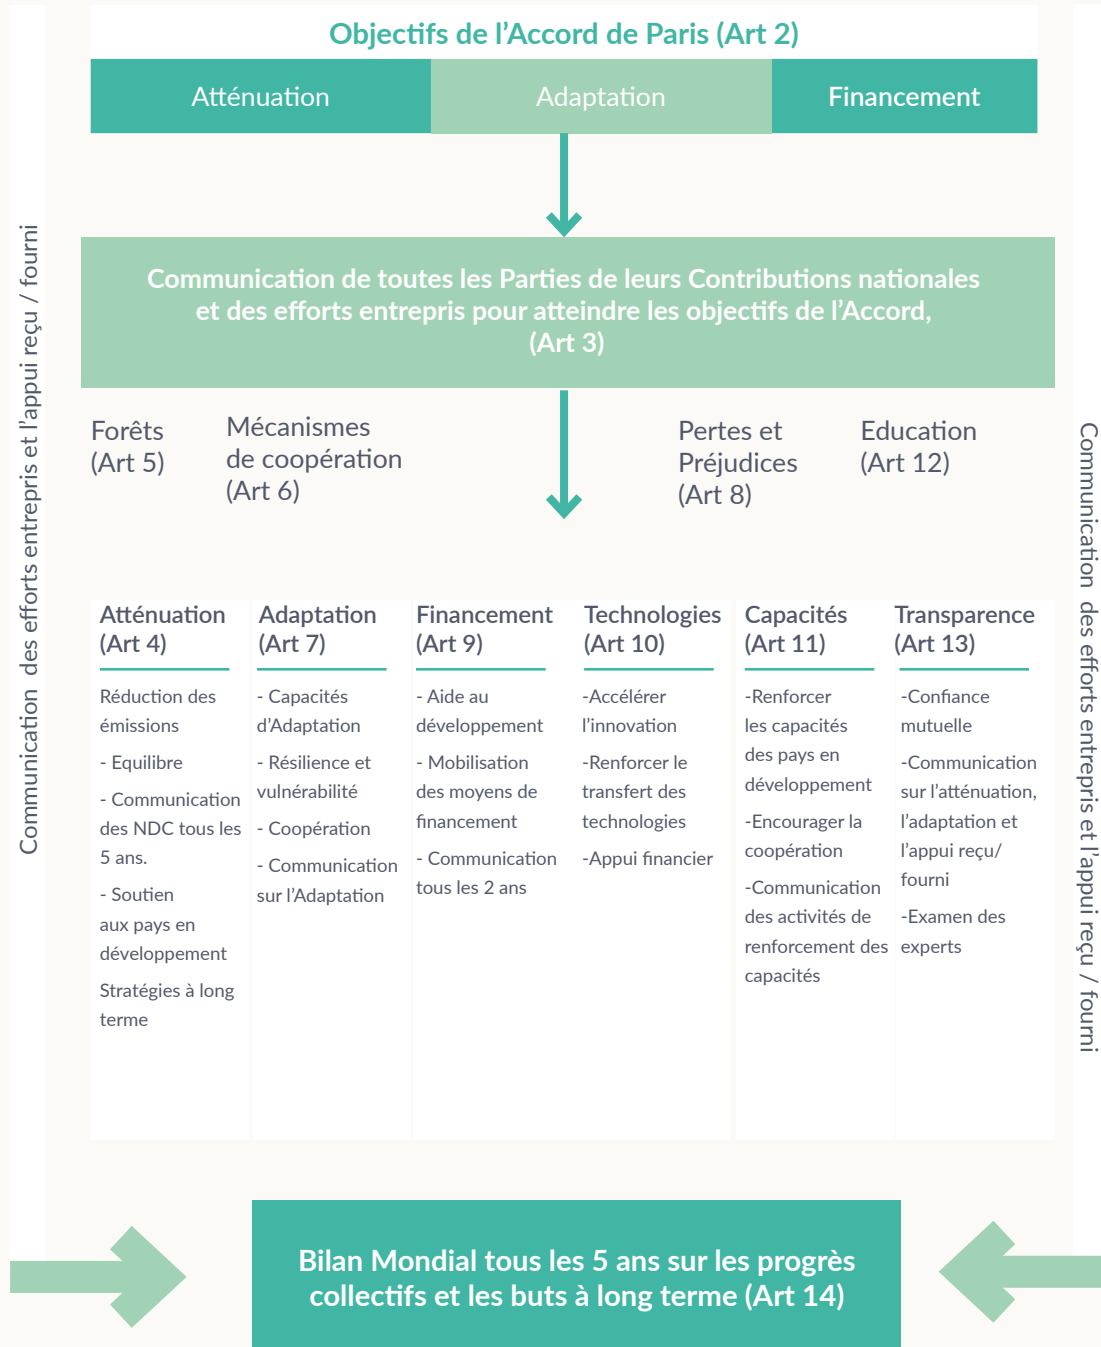 Objectifs de l'Accord de Paris (Art 2)
Atténuation
Adaptation
Financement
Communication de toutes les Parties de leurs Contributions nationales
et des efforts entrepris pour atteindre les objectifs de l'Accord,
(Art 3)
Forêts
(Art 5)
Mécanismes
de coopération
(Art 6)
Pertes et
Préjudices
(Art 8)
Education
(Art 12)
Atténuation
(Art 4)
Réduction des
émissions
- Equilibre
- Communication
des NDC tous les
5 ans.
- Soutien
aux pays en
développement
Stratégies à long
terme
Adaptation
(Art 7)
- Capacités
d'Adaptation
- Résilience et
vulnérabilité
- Coopération
- Communication
sur l'Adaptation
Financement
(Art 9)
- Aide au
développement
- Mobilisation
des moyens de
financement
- Communication
tous les 2 ans
Technologies
(Art 10)
-Accélérer
l'innovation
-Renforcer le
transfert des
technologies
-Appui financier
Capacités
(Art 11)
-Renforcer
les capacités
des pays en
développement
-Encourager la
coopération
-Communication
des activités de
renforcement des
capacités
Transparence
(Art 13)
-Confiance
mutuelle
-Communication
sur l'atténuation,
l'adaptation et
l'appui reçu/
fourni
-Examen des
experts
Communication des efforts entrepris et l'appui reçu / fourni
Communication des efforts entrepris et l'appui reçu / fourni
Bilan Mondial tous les 5 ans sur les progrès
collectifs et les buts à long terme (Art 14)